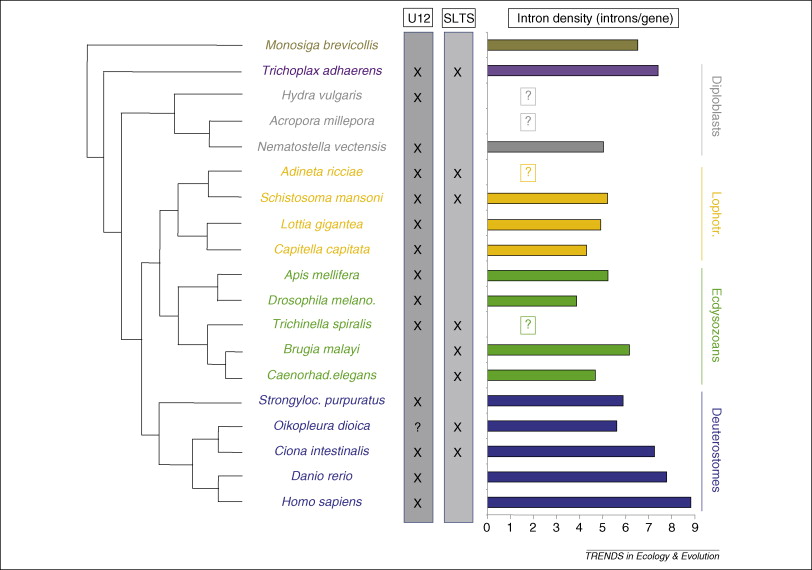 U12 SLTS Intron density (introns/gene)
Monosiga brevicollis
Trichoplax adhaerens X X
Hydra vulgaris X ?
Acropora millepora ?
Nematostella vectensis X
Diploblasts
Adineta ricciae X X ?
Schistosoma mansoni X X
Lottia gigantea X
Capitella capitata X
Lophotr.
Apis mellifera X
Drosophila melano. X
Trichinella spiralis X X ?
Brugia malayi X
Caenorhad.elegans X
Ecdysozoans
Strongyloc. purpuratus X
Oikopleura dioica ? X
Ciona intestinalis X X
Danio rerio X
Homo sapiens X
Deuterostomes
0 1 2 3 4 5 6 7 8 9
TRENDS in Ecology & Evolution